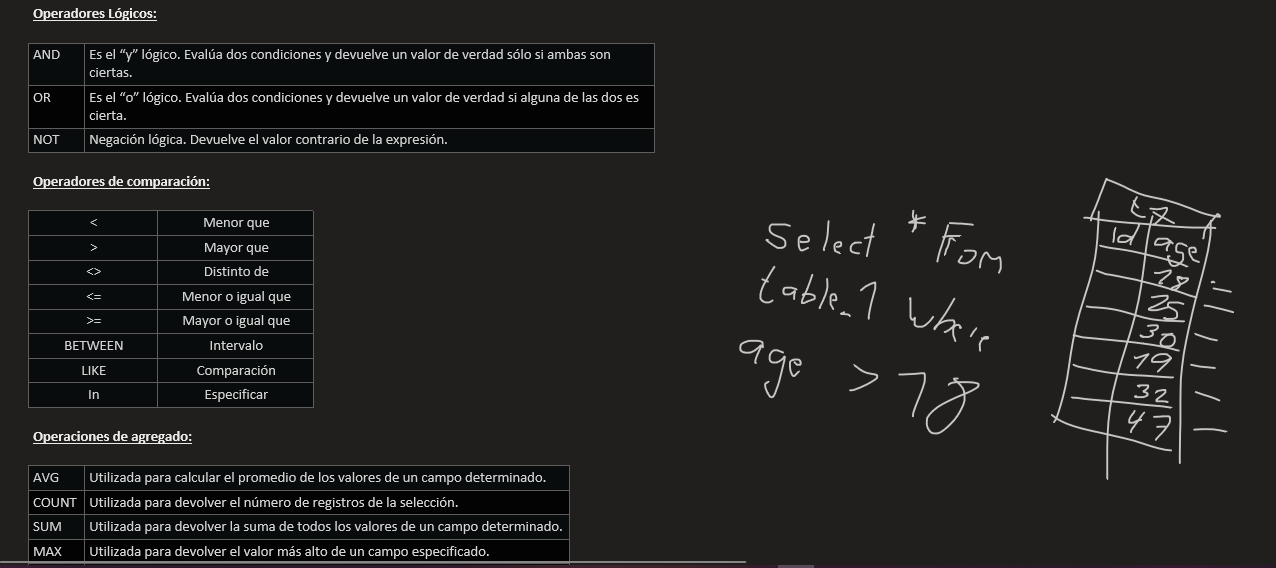 Operadores Lógicos:
AND Es el “y” lógico. Evalúa dos condiciones y devuelve un valor de verdad sólo si ambas son
ciertas.
OR Es el “o” lógico. Evalúa dos condiciones y devuelve un valor de verdad si alguna de las dos es
cierta.
NOT Negación lógica. Devuelve el valor contrario de la expresión.
Operadores de comparación:
< Menor que
> Mayor que
<> Distinto de
<= Menor o igual que
>= Mayor o igual que
BETWEEN Intervalo
LIKE Comparación
In Especificar
Operaciones de agregado:
AVG Utilizada para calcular el promedio de los valores de un campo determinado.
COUNT Utilizada para devolver el número de registros de la selección.
SUM Utilizada para devolver la suma de todos los valores de un campo determinado.
MAX Utilizada para devolver el valor más alto de un campo especificado.
Select * From
table_1
age > 18
id age
25
30
19
32
47